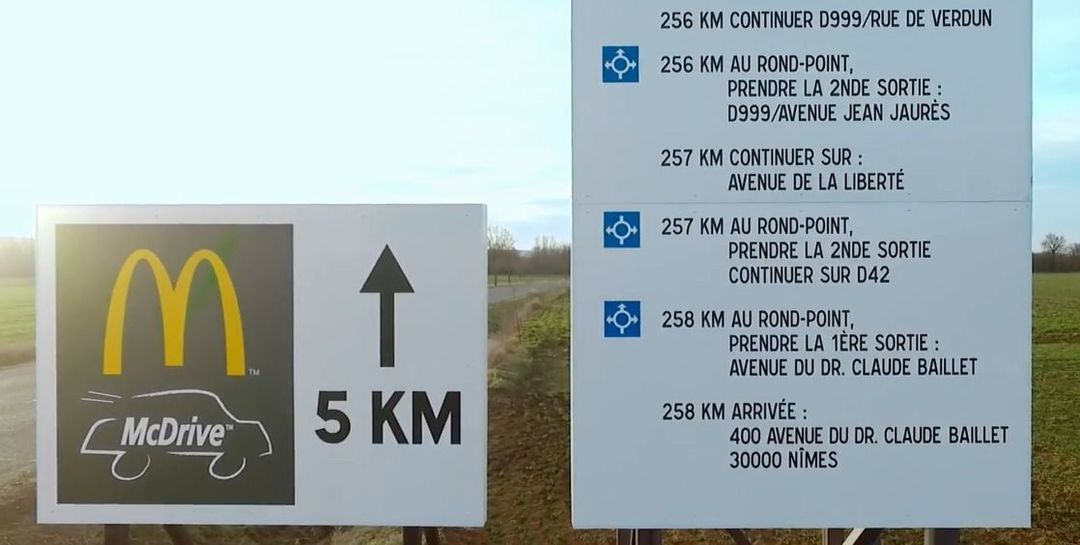 M
TM
McDrive™
5 KM
256 KM CONTINUER D999/RUE DE VERDUN
256 KM AU ROND-POINT,
PRENDRE LA 2NDE SORTIE :
D999/AVENUE JEAN JAURÈS
257 KM CONTINUER SUR :
AVENUE DE LA LIBERTÉ
257 KM AU ROND-POINT,
PRENDRE LA 2NDE SORTIE
CONTINUER SUR D42
258 KM AU ROND-POINT,
PRENDRE LA 1ÈRE SORTIE :
AVENUE DU DR. CLAUDE BAILLET
258 KM ARRIVÉE :
400 AVENUE DU DR. CLAUDE BAILLET
30000 NÎMES